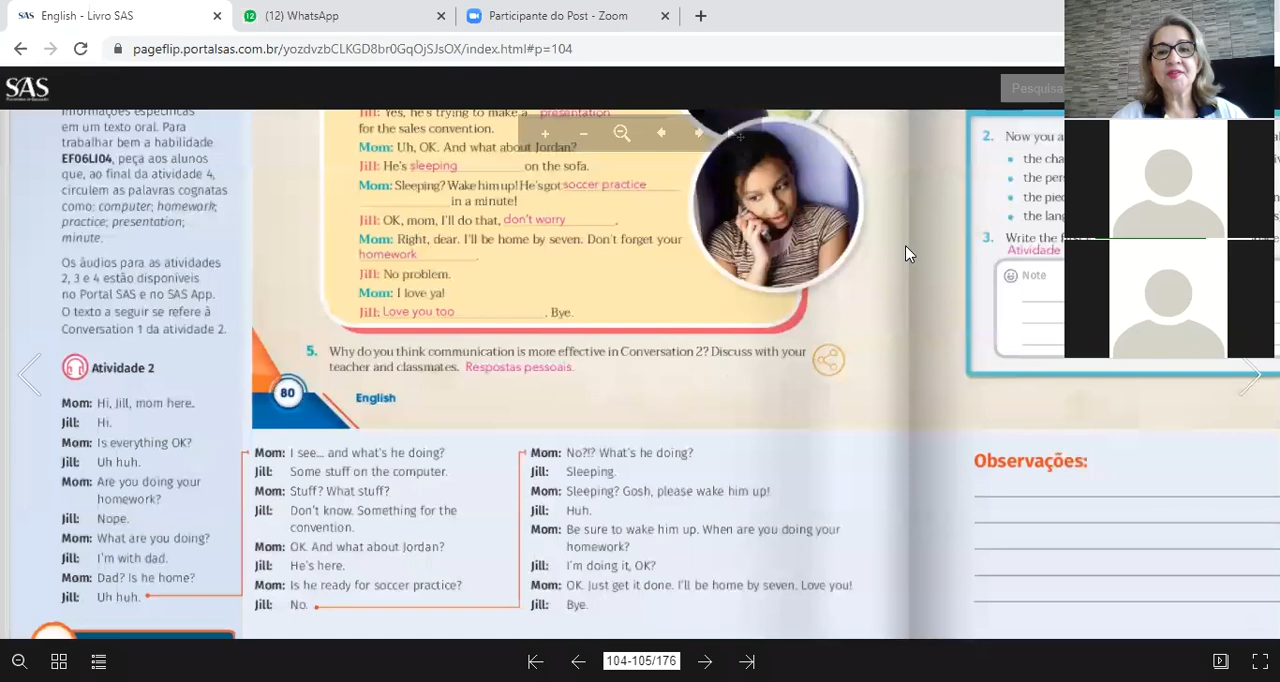 English - Livro SAS
(12) WhatsApp
Participante do Post - Zoom
pageflip.portalsas.com.br/yozdvzbCLKGD8br0GqOjSJsOX/index.html#p=104
SAS
Pesquisa
informações específicas
em um texto oral. Para
trabalhar bem a habilidade
EF06LI04, peça aos alunos
que, ao final da atividade 4,
circulem as palavras cognatas
como: computer; homework;
practice; presentation;
minute.
Os áudios para as atividades
2, 3 e 4 estão disponíveis
no Portal SAS e no SAS App.
O texto a seguir se refere à
Conversation 1 da atividade 2.
Atividade 2
Mom: Hi, Jill, mom here.
Jill: Hi.
Mom: Is everything OK?
Jill: Uh huh.
Mom: Are you doing your
homework?
Jill: Nope.
Mom: What are you doing?
Jill: I'm with dad.
Mom: Dad? Is he home?
Jill: Uh huh.
Jill: Yes, he's trying to make a presentation
for the sales convention.
Mom: Uh, OK. And what about Jordan?
Jill: He's sleeping on the sofa.
Mom: Sleeping? Wake him up! He's got soccer practice
in a minute!
Jill: OK, mom, I'll do that, don't worry.
Mom: Right, dear. I'll be home by seven. Don't forget your
homework.
Jill: No problem.
Mom: I love ya!
Jill: Love you too. Bye.
5. Why do you think communication is more effective in Conversation 2? Discuss with your
teacher and classmates. Respostas pessoais.
80
English
Mom: I see... and what's he doing?
Jill: Some stuff on the computer.
Mom: Stuff? What stuff?
Jill: Don't know. Something for the
convention.
Mom: OK. And what about Jordan?
Jill: He's here.
Mom: Is he ready for soccer practice?
Jill: No.
Mom: No?!? What's he doing?
Jill: Sleeping.
Mom: Sleeping? Gosh, please wake him up!
Jill: Huh.
Mom: Be sure to wake him up. When are you doing your
homework?
Jill: I'm doing it, OK?
Mom: OK. Just get it done. I'll be home by seven. Love you!
Jill: Bye.
2. Now you a
the cha
the per
the piec
the lang
3. Write the
Atividade
Note
Observações:
104-105/176